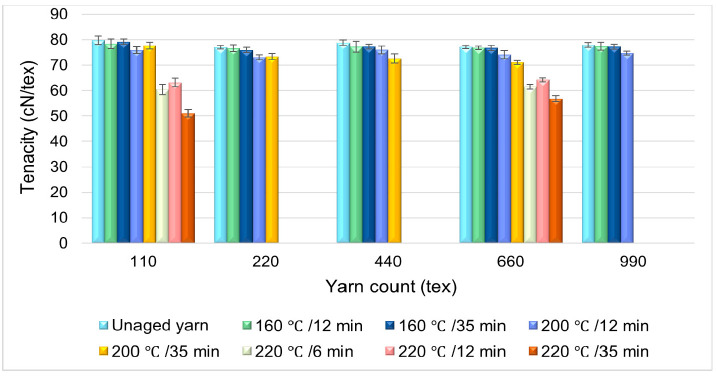 90
80
70
60
50
40
30
20
10
0
Tenacity (cN/tex)
110 220 440 660 990
Yarn count (tex)
Unaged yarn 160 ℃ /12 min 160 ℃ /35 min 200 ℃ /12 min
200 ℃ /35 min 220 ℃ /6 min 220 ℃ /12 min 220 ℃ /35 min